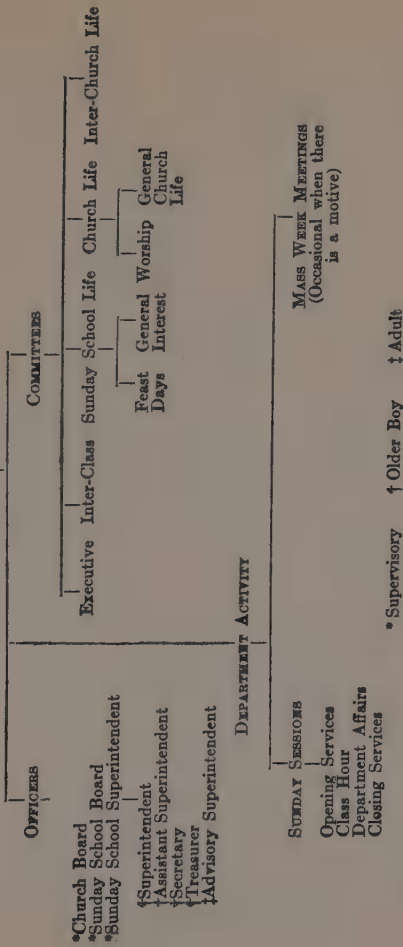 OFFICERS
*Church Board
*Sunday School Board
*Sunday School Superintendent
†Superintendent
†Assistant Superintendent
†Secretary
†Treasurer
‡Advisory Superintendent
COMMITTEES
Executive Inter-Class Sunday School Life Church Life Inter-Church Life
Feast Days
General Interest
Worship
General Church Life
DEPARTMENT ACTIVITY
SUNDAY SESSIONS
Opening Services
Class Hour
Department Affairs
Closing Services
MASS WEEK MEETINGS
(Occasional when there
is a motive)
* Supervisory † Older Boy ‡ Adult